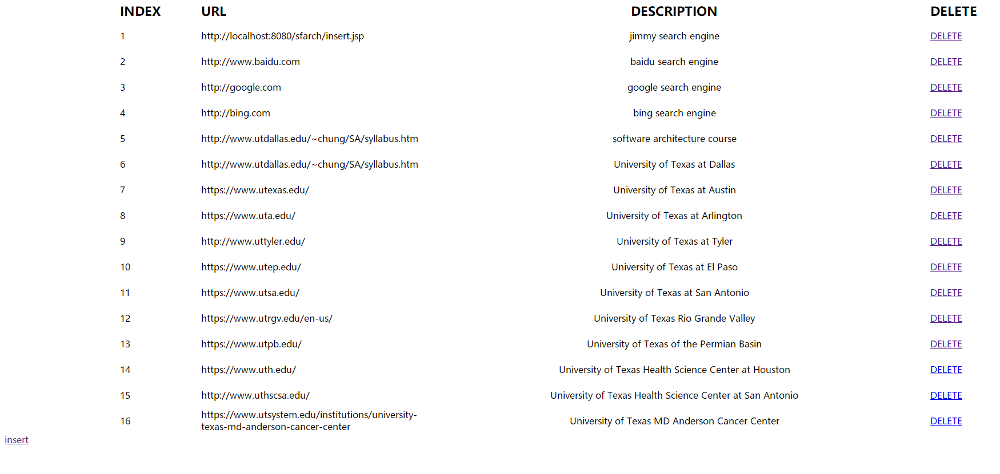 INDEX URL DESCRIPTION DELETE
1 http://localhost:8080/sfarch/insert.jsp jimmy search engine DELETE
2 http://www.baidu.com baidu search engine DELETE
3 http://google.com google search engine DELETE
4 http://bing.com bing search engine DELETE
5 http://www.utdallas.edu/~chung/SA/syllabus.htm software architecture course DELETE
6 http://www.utdallas.edu/~chung/SA/syllabus.htm University of Texas at Dallas DELETE
7 https://www.utexas.edu/ University of Texas at Austin DELETE
8 https://www.uta.edu/ University of Texas at Arlington DELETE
9 http://www.uttyler.edu/ University of Texas at Tyler DELETE
10 https://www.utep.edu/ University of Texas at El Paso DELETE
11 https://www.utsa.edu/ University of Texas at San Antonio DELETE
12 https://www.utrgv.edu/en-us/ University of Texas Rio Grande Valley DELETE
13 https://www.utpb.edu/ University of Texas of the Permian Basin DELETE
14 https://www.uth.edu/ University of Texas Health Science Center at Houston DELETE
15 http://www.uthscsa.edu/ University of Texas Health Science Center at San Antonio DELETE
16 https://www.utsystem.edu/institutions/university-
texas-md-anderson-cancer-center University of Texas MD Anderson Cancer Center DELETE
insert